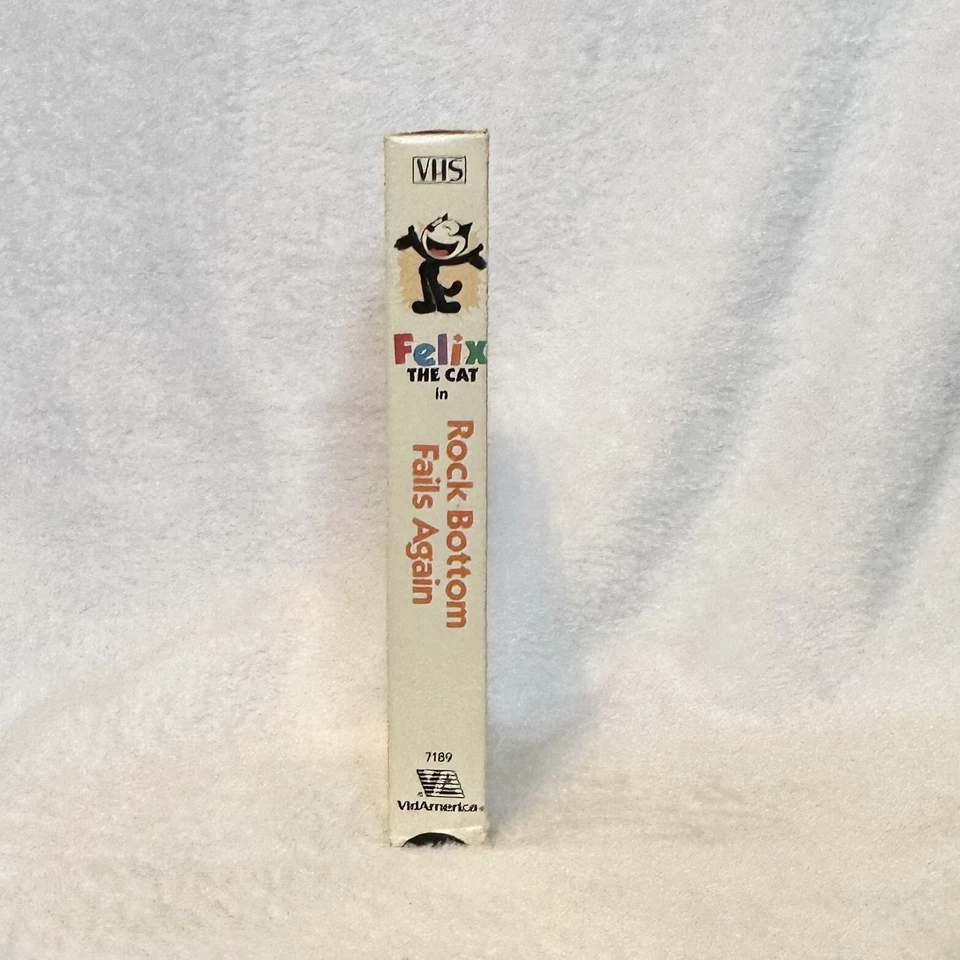 VHS
Felix
THE CAT
in
Rock Bottom
Fails Again
7189
VidAmerica